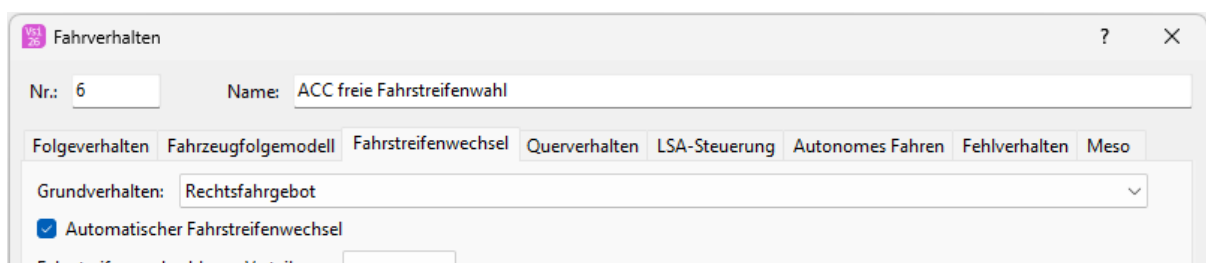 Vs1 26 Fahrverhalten ? ×
Nr.: 6 Name: ACC freie Fahrstreifenwahl
Folgeverhalten Fahrzeugfolgemodell Fahrstreifenwechsel Querverhalten LSA-Steuerung Autonomes Fahren Fehlverhalten Meso
Grundverhalten: Rechtsfahrgebot
Automatischer Fahrstreifenwechsel